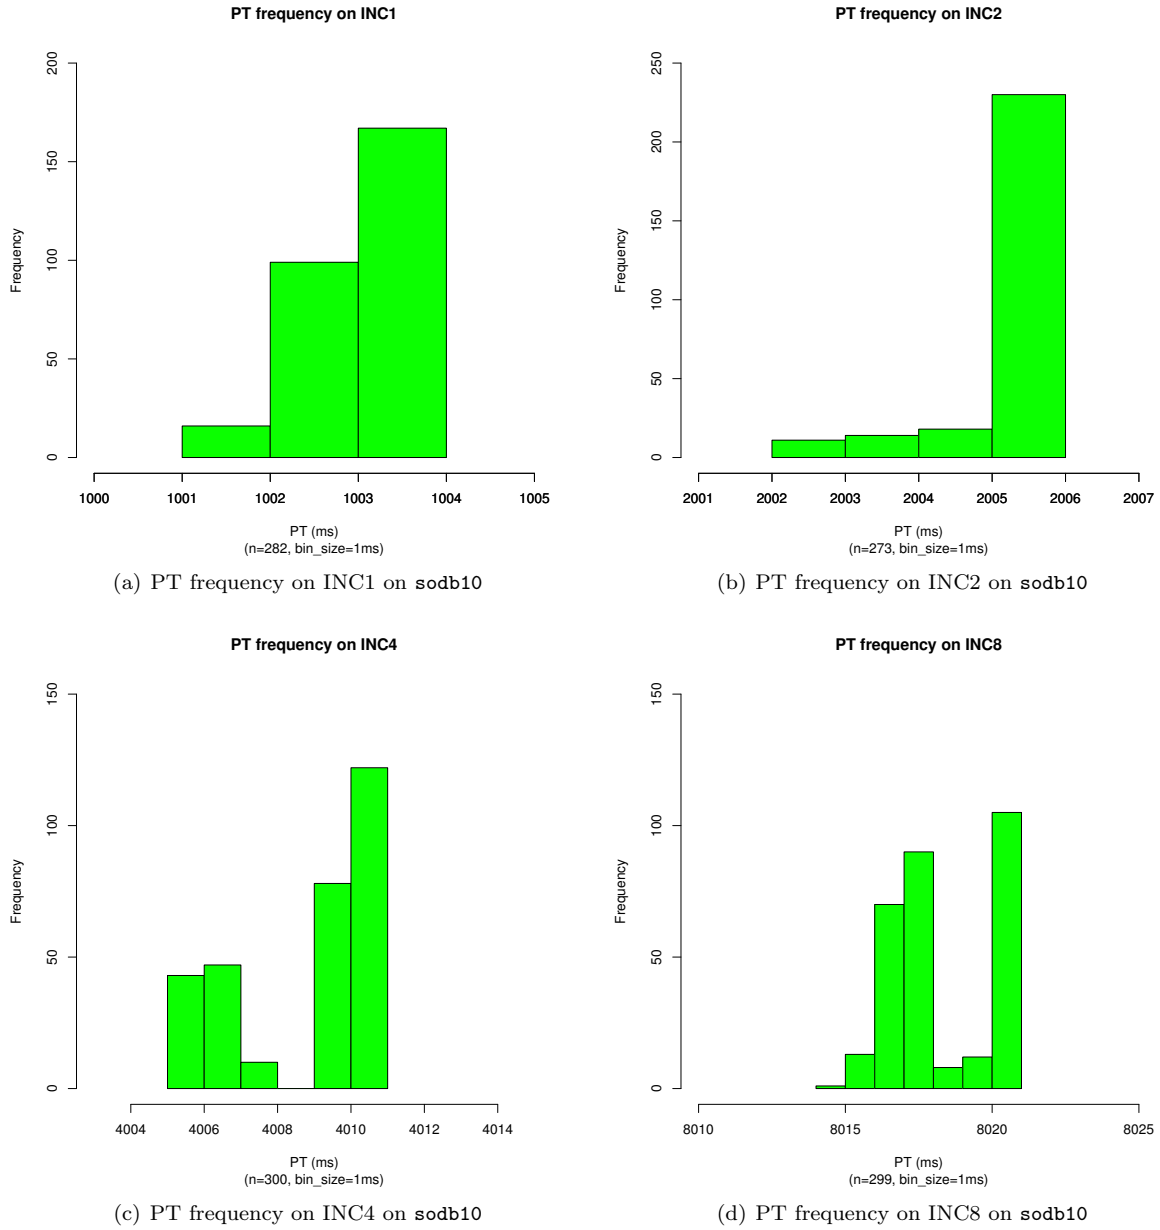 PT frequency on INC1
Frequency
0
50
100
150
200
1000 1001 1002 1003 1004 1005
PT (ms)
(n=282, bin_size=1ms)
(a) PT frequency on INC1 on sodb10
PT frequency on INC2
Frequency
0
50
100
150
200
250
2001 2002 2003 2004 2005 2006 2007
PT (ms)
(n=273, bin_size=1ms)
(b) PT frequency on INC2 on sodb10
PT frequency on INC4
Frequency
0
50
100
150
4004 4006 4008 4010 4012 4014
PT (ms)
(n=300, bin_size=1ms)
(c) PT frequency on INC4 on sodb10
PT frequency on INC8
Frequency
0
50
100
150
8010 8015 8020 8025
PT (ms)
(n=299, bin_size=1ms)
(d) PT frequency on INC8 on sodb10